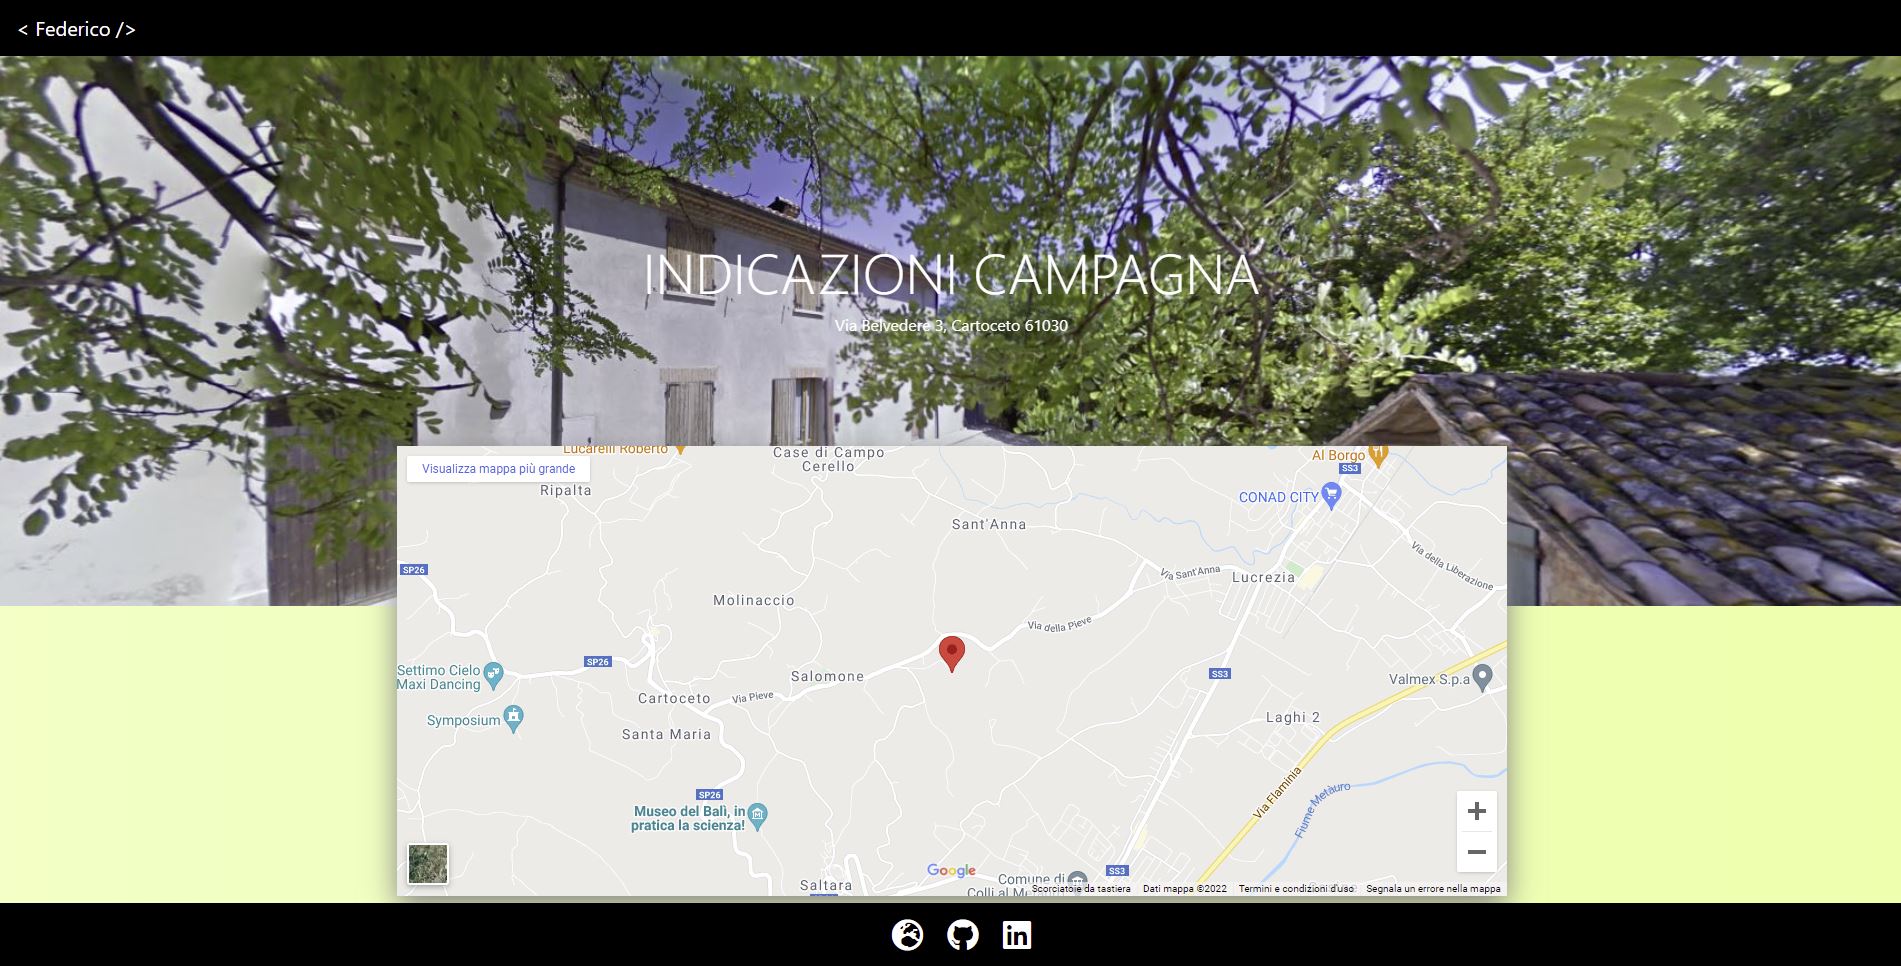 < Federico />
INDICAZIONI CAMPAGNA
Via Belvedere 3, Cartoceto 61030
Lucarelli Roberto
Case di Campo
Cerello
Al Borgo
SS3
Visualizza mappa più grande
Ripalta
CONAD CITY
Sant'Anna
Via della Liberazione
SP26
Via Sant'Anna
Lucrezia
Molinaccio
Via della Pieve
SP26
Settimo Cielo
Maxi Dancing
Salomone
SS3
Valmex S.p.a
Cartoceto
Via Pieve
Symposium
Laghi 2
Santa Maria
SP26
Museo del Balì, in
pratica la scienza!
Via Flaminia
Fiume Metàuro
Google
SS3
Saltara
Comune di
Colli al Me
Scorciatoie da tastiera
Dati mappa ©2022
Termini e condizioni d'uso
Segnala un errore nella mappa
in